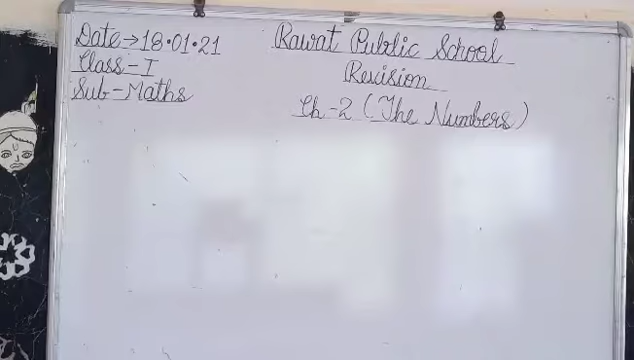 Date→18.01.21
Class-I
Sub-Maths
Rawat Public School
Revision
Ch-2 (The Numbers)